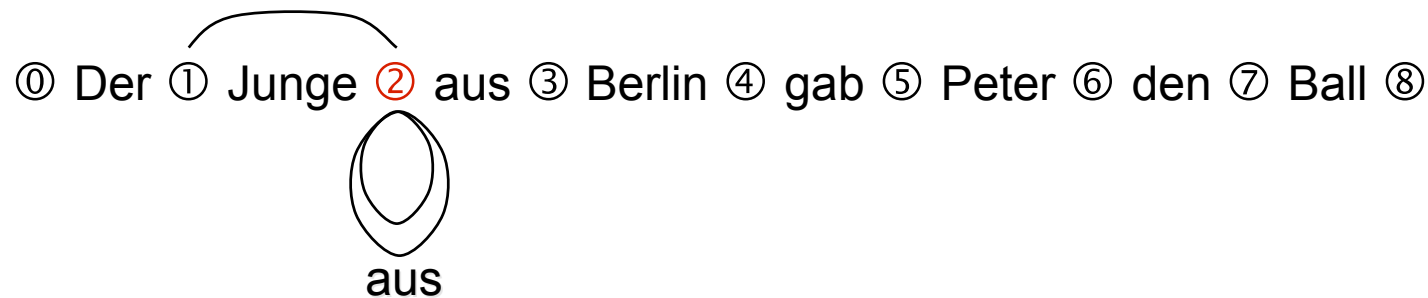 ⓪ Der ① Junge ② aus ③ Berlin ④ gab ⑤ Peter ⑥ den ⑦ Ball ⑧
aus